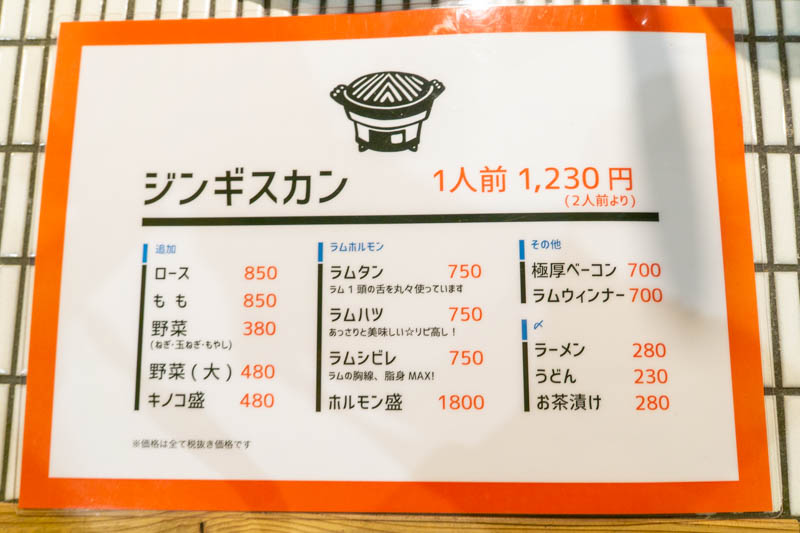 ジンギスカン
1人前 1,230 円
(2人前より)
追加
ロース 850
もも 850
野菜 380
(ねぎ・玉ねぎ・もやし)
野菜(大) 480
キノコ盛 480
ラムホルモン
ラムタン 750
ラム1頭の舌を丸々使っています
ラムハツ 750
あっさりと美味しい☆リピ高し!
ラムシビレ 750
ラムの胸線、脂身MAX!
ホルモン盛 1800
その他
極厚ベーコン 700
ラムウィンナー 700
〆
ラーメン 280
うどん 230
お茶漬け 280
※価格は全て税抜き価格です